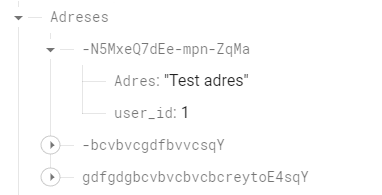 Adreses
-N5MxeQ7dEe-mpn-ZqMa
Adres: "Test adres"
user_id: 1
-bcvbvcgdfbvvcsqY
gdfgdgbcvbvcbvcbcreytoE4sqY